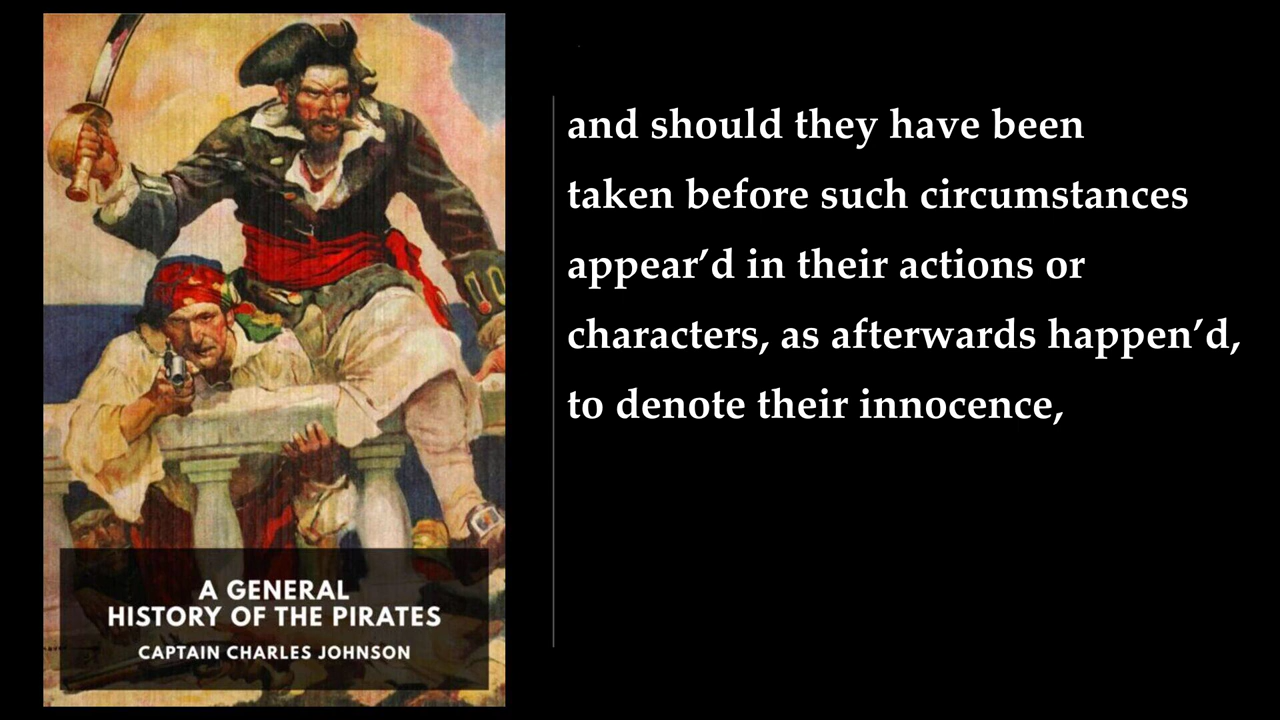 and should they have been
taken before such circumstances
appear’d in their actions or
characters, as afterwards happen’d,
to denote their innocence,
A GENERAL
HISTORY OF THE PIRATES
CAPTAIN CHARLES JOHNSON